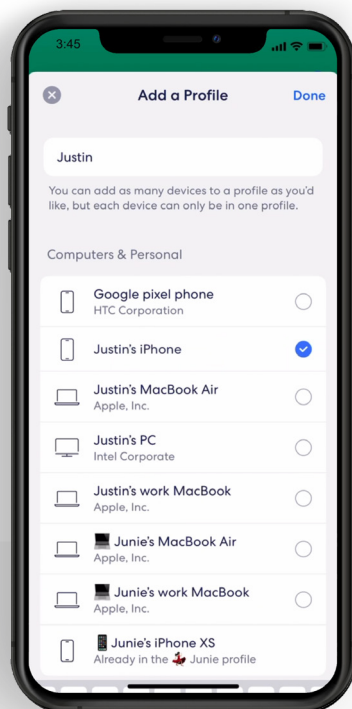 3:45
Add a Profile
Done
Justin
You can add as many devices to a profile as you'd
like, but each device can only be in one profile.
Computers & Personal
Google pixel phone
HTC Corporation
Justin's iPhone
Justin's MacBook Air
Apple, Inc.
Justin's PC
Intel Corporate
Justin's work MacBook
Apple, Inc.
💻 Junie's MacBook Air
Apple, Inc.
💻 Junie's work MacBook
Apple, Inc.
📱 Junie's iPhone XS
Already in the 💃 Junie profile